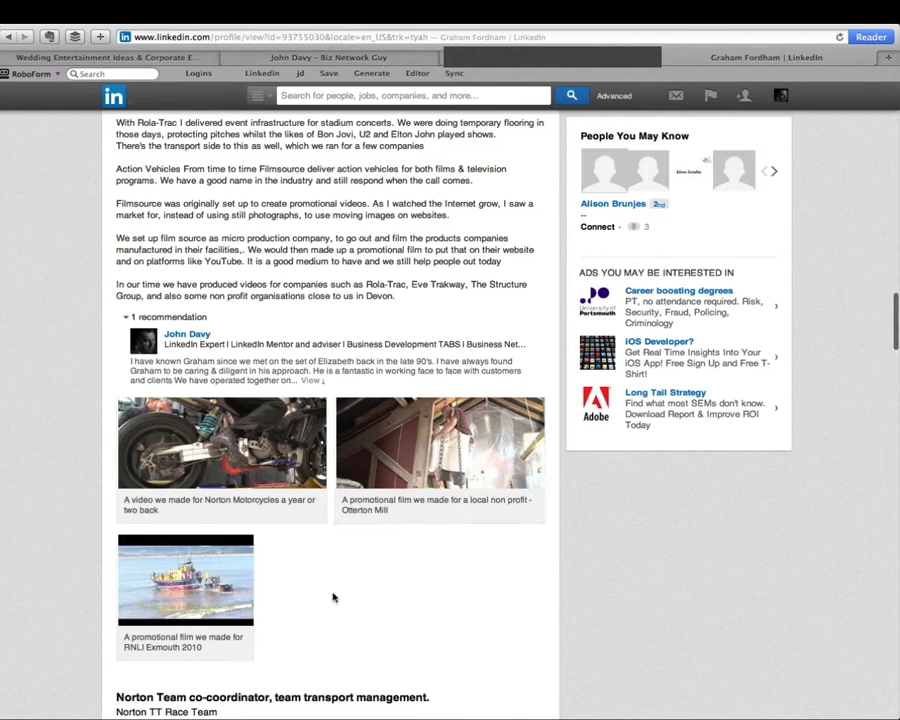 www.linkedin.com/profile/view?id=93755030&locale=en_US&trk=tyah – Graham Fordham | LinkedIn
Reader
Wedding Entertainment Ideas & Corporate E...
John Davy – Biz Network Guy
Graham Fordham | LinkedIn
RoboForm
Search
Logins
Linkedin
jd
Save
Generate
Editor
Sync
in
Search for people, jobs, companies, and more...
Advanced
With Rola-Trac I delivered event infrastructure for stadium concerts. We were doing temporary flooring in
those days, protecting pitches whilst the likes of Bon Jovi, U2 and Elton John played shows.
There's the transport side to this as well, which we ran for a few companies
Action Vehicles From time to time Filmsource deliver action vehicles for both films & television
programs. We have a good name in the industry and still respond when the call comes.
Filmsource was originally set up to create promotional videos. As I watched the Internet grow, I saw a
market for, instead of using still photographs, to use moving images on websites.
We set up film source as micro production company, to go out and film the products companies
manufactured in their facilities,. We would then made up a promotional film to put that on their website
and on platforms like YouTube. It is a good medium to have and we still help people out today
In our time we have produced videos for companies such as Rola-Trac, Eve Trakway, The Structure
Group, and also some non profit organisations close to us in Devon.
1 recommendation
John Davy
LinkedIn Expert I LinkedIn Mentor and adviser I Business Development TABS I Business Net...
I have known Graham since we met on the set of Elizabeth back in the late 90's. I have always found
Graham to be caring & diligent in his approach. He is a fantastic in working face to face with customers
and clients We have operated together on... View↓
A video we made for Norton Motorcycles a year or
two back
A promotional film we made for a local non profit -
Otterton Mill
A promotional film we made for
RNLI Exmouth 2010
Norton Team co-coordinator, team transport management.
Norton TT Race Team
People You May Know
Alison Brunjes 2nd
--
Connect • 3
ADS YOU MAY BE INTERESTED IN
Career boosting degrees
PT, no attendance required. Risk,
Security, Fraud, Policing,
Criminology
University of
Portsmouth
iOS Developer?
Get Real Time Insights Into Your
iOS App! Free Sign Up and Free T-
Shirt!
Long Tail Strategy
Find what most SEMs don't know.
Download Report & Improve ROI
Today
Adobe